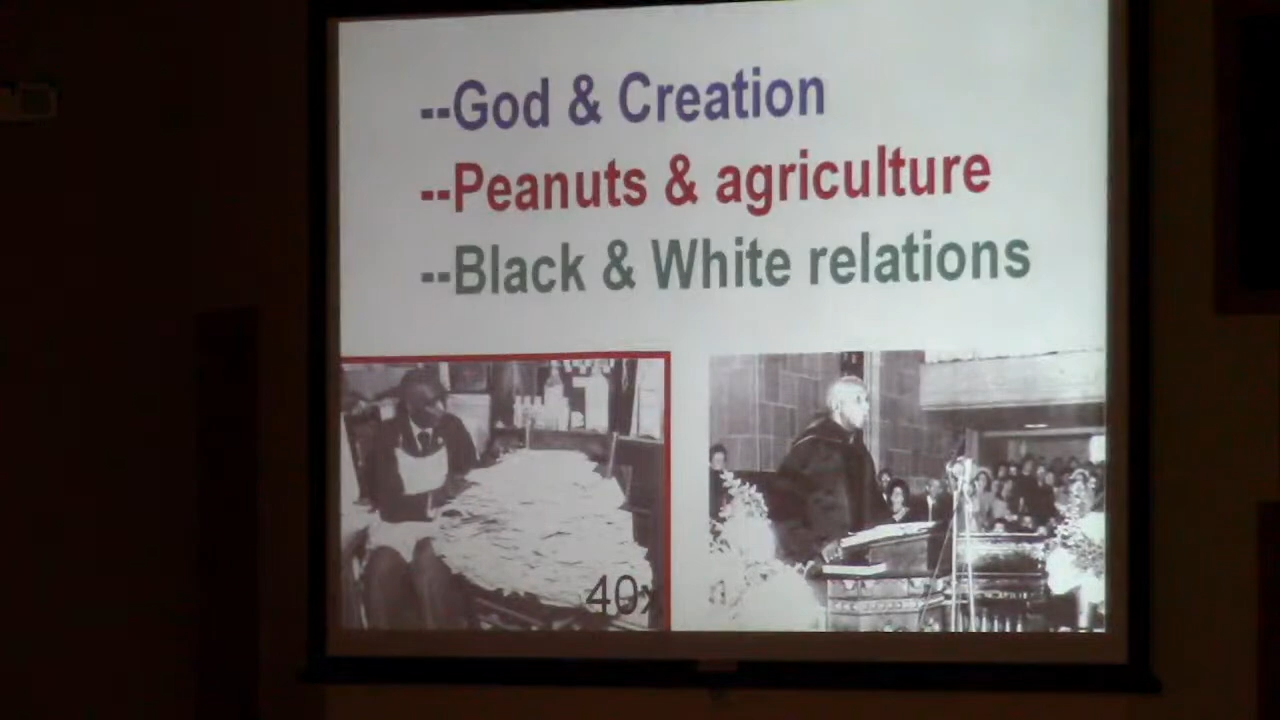 --God & Creation
--Peanuts & agriculture
--Black & White relations
40x